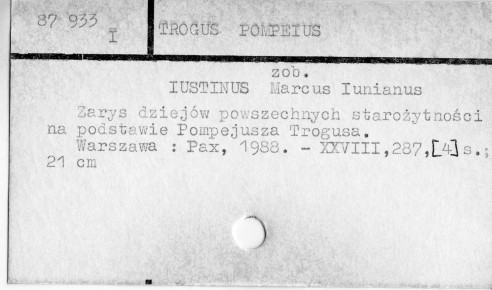 87 933 I
TROGUS POMPEIUS
zob.
IUSTINUS Marcus Iunianus
Zarys dziejów powszechnych starożytności
na podstawie Pompejusza Trogusa.
Warszawa : Pax, 1988. - XXVIII,287,[4]s.;
21 cm